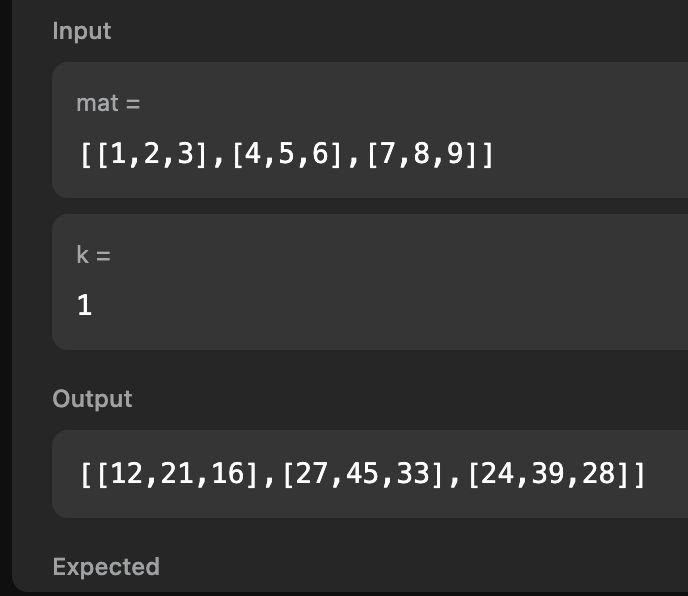 Input
mat =
[[1,2,3],[4,5,6],[7,8,9]]
k =
1
Output
[[12,21,16],[27,45,33],[24,39,28]]
Expected